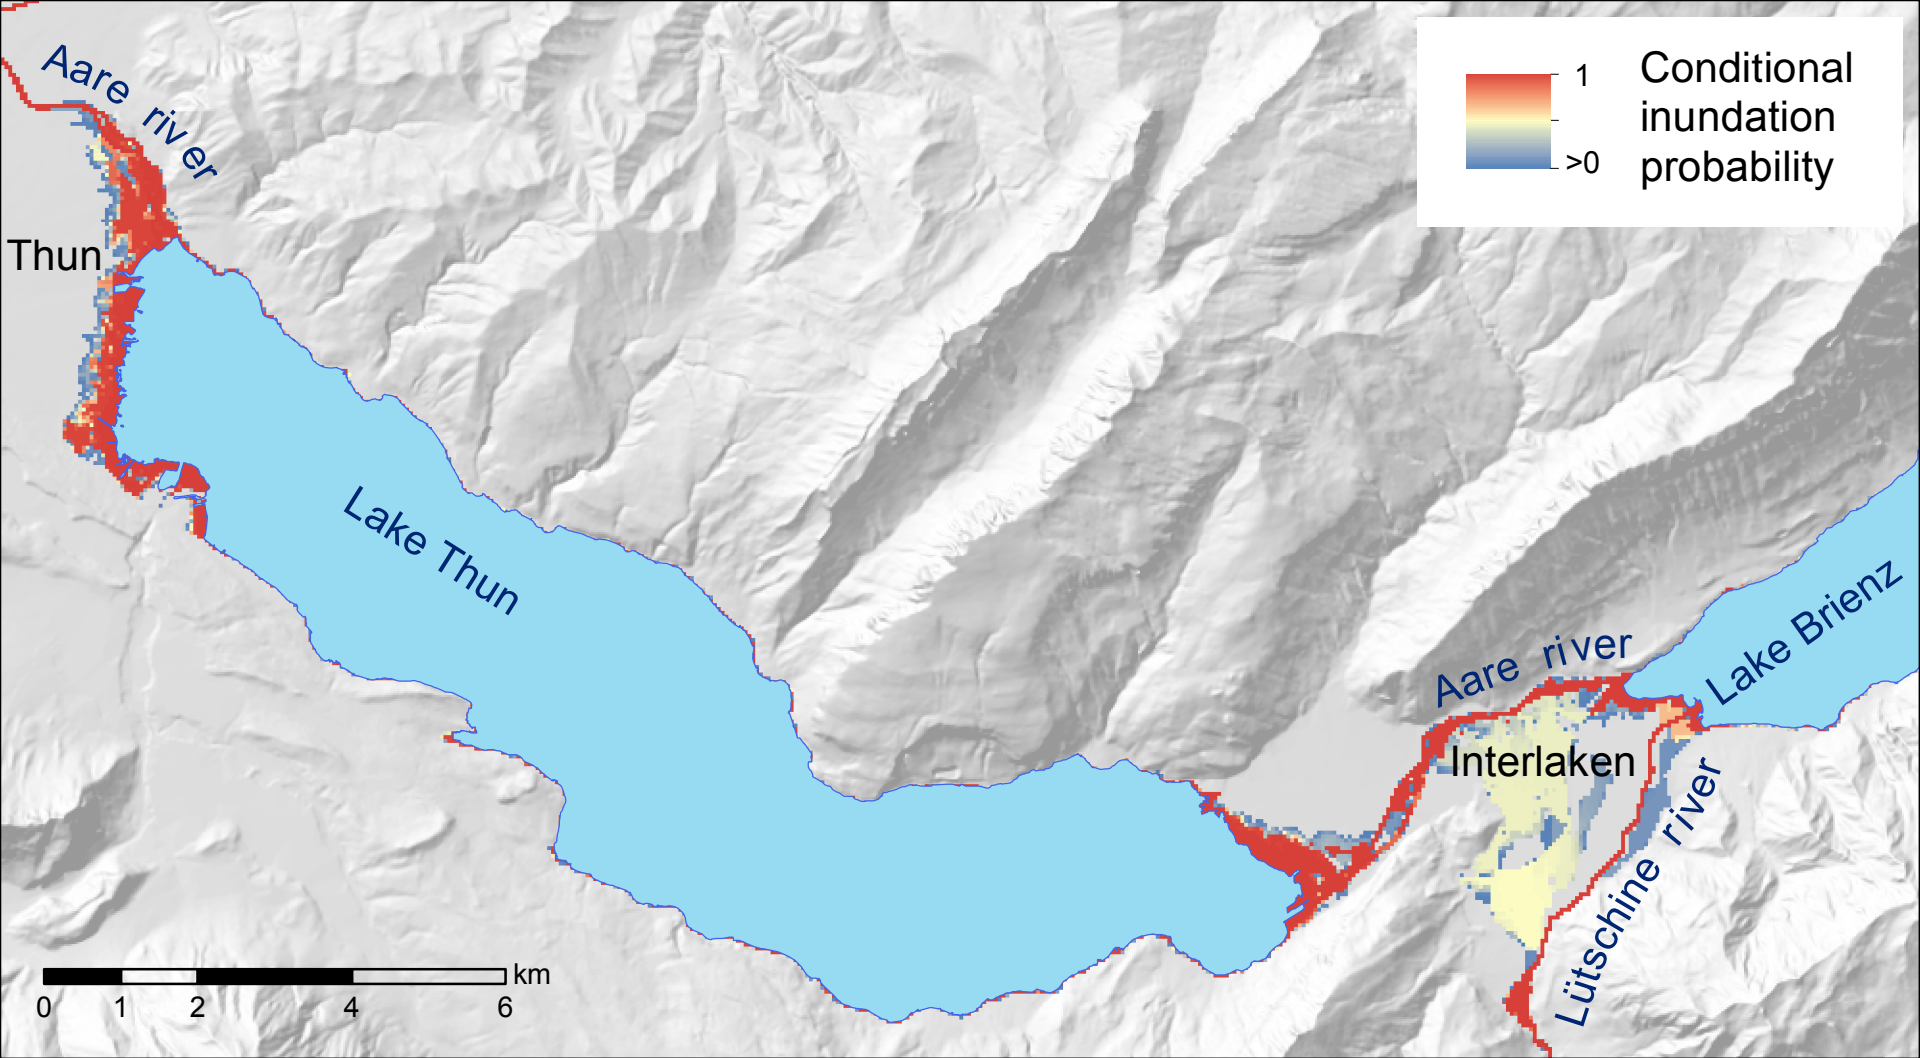 Aare river
Thun
Lake Thun
Conditional
inundation
probability
1
>0
Lake Brienz
Aare river
Interlaken
Lütschine river
km
0 1 2 4 6